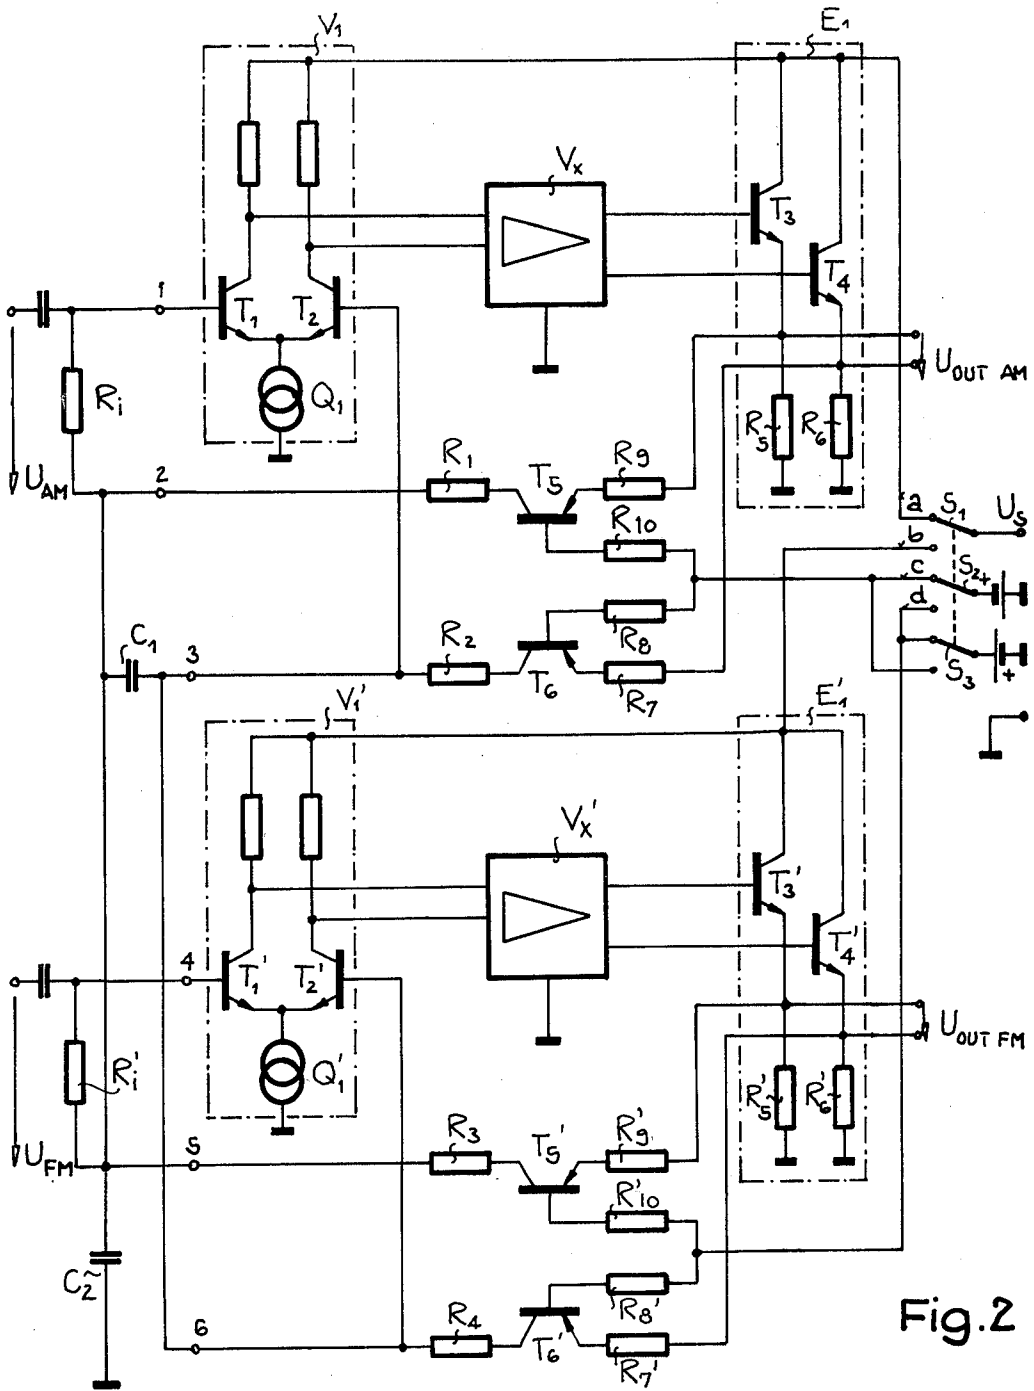 V1
E1
Vx
T3
T4
1
T1
T2
Ri
Q1
UOUT AM
R5
R6
UAM
2
R1
T5
R9
a
S1
US
R10
b
c
S2
+
d
C1
3
R2
T6
R8
R7
S3
+
V1'
E1'
Vx'
T3'
T4'
4
T1'
T2'
Ri'
Q1'
UOUT FM
R5'
R6'
UFM
5
R3
T5'
R9'
R'10
C2
6
R4
T6'
R8'
R7'
Fig.2